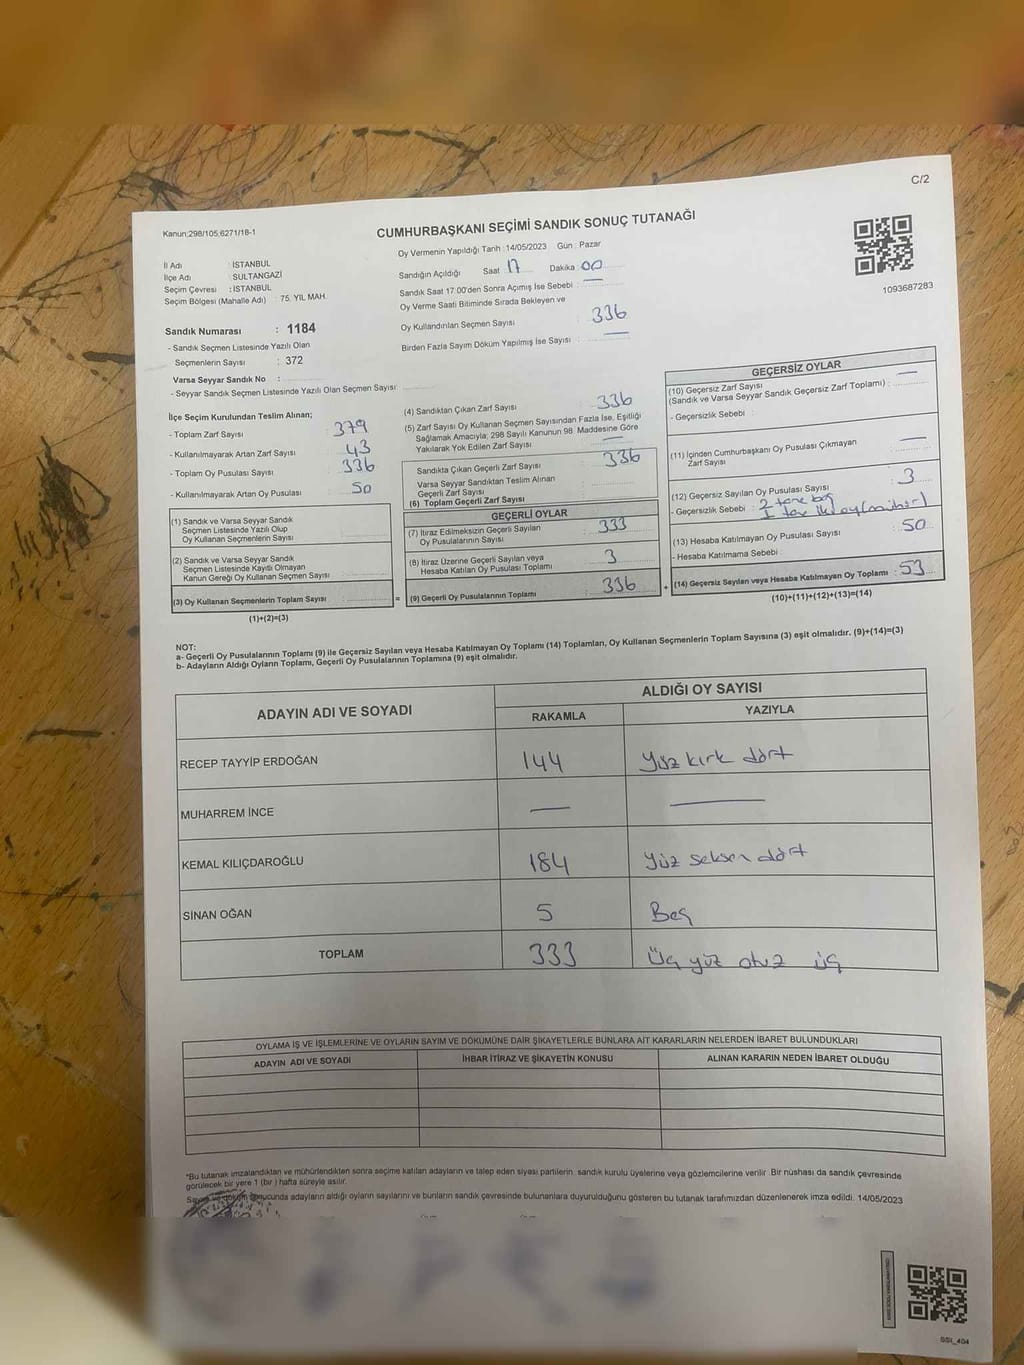 C/2
Kanun;298/105,6271/18-1
CUMHURBAŞKANI SEÇİMİ SANDIK SONUÇ TUTANAĞI
Oy Vermenin Yapıldığı Tarih : 14/05/2023 Gün : Pazar
1093687283
İl Adı : İSTANBUL
İlçe Adı : SULTANGAZİ
Seçim Çevresi : İSTANBUL
Seçim Bölgesi (Mahalle Adı) : 75. YIL MAH.
Sandık Numarası : 1184
- Sandık Seçmen Listesinde Yazılı Olan
Seçmenlerin Sayısı : 372
Varsa Seyyar Sandık No :
- Seyyar Sandık Seçmen Listesinde Yazılı Olan Seçmen Sayısı:
Sandığın Açıldığı Saat 17 Dakika : 00
Sandık Saat 17:00'den Sonra Açımış İse Sebebi : —
Oy Verme Saati Bitiminde Sırada Bekleyen ve
Oy Kullandırılan Seçmen Sayısı : 336
Birden Fazla Sayım Döküm Yapılmış İse Sayısı : —
İlçe Seçim Kurulundan Teslim Alınan;
- Toplam Zarf Sayısı : 379
- Kullanılmayarak Artan Zarf Sayısı : 43
- Toplam Oy Pusulası Sayısı : 336
- Kullanılmayarak Artan Oy Pusulası : 50
(1) Sandık ve Varsa Seyyar Sandık
Seçmen Listesinde Yazılı Olup
Oy Kullanan Seçmenlerin Sayısı :
(2) Sandık ve Varsa Seyyar Sandık
Seçmen Listesinde Kayıtlı Olmayan
Kanun Gereği Oy Kullanan Seçmen Sayısı :
(3) Oy Kullanan Seçmenlerin Toplam Sayısı :
(1)+(2)=(3)
(4) Sandıktan Çıkan Zarf Sayısı : 336
(5) Zarf Sayısı Oy Kullanan Seçmen Sayısından Fazla İse, Eşitliği
Sağlamak Amacıyla; 298 Sayılı Kanunun 98. Maddesine Göre
Yakılarak Yok Edilen Zarf Sayısı : —
Sandıkta Çıkan Geçerli Zarf Sayısı : 336
Varsa Seyyar Sandıktan Teslim Alınan
Geçerli Zarf Sayısı :
(6) Toplam Geçerli Zarf Sayısı :
GEÇERLİ OYLAR
(7) İtiraz Edilmeksizin Geçerli Sayılan
Oy Pusulalarının Sayısı : 333
(8) İtiraz Üzerine Geçerli Sayılan veya
Hesaba Katılan Oy Pusulası Toplamı : 3
= (9) Geçerli Oy Pusulalarının Toplamı : 336
GEÇERSİZ OYLAR
(10) Geçersiz Zarf Sayısı
(Sandık ve Varsa Seyyar Sandık Geçersiz Zarf Toplamı) : —
- Geçersizlik Sebebi :
(11) İçinden Cumhurbaşkanı Oy Pusulası Çıkmayan
Zarf Sayısı : —
(12) Geçersiz Sayılan Oy Pusulası Sayısı : 3
- Geçersizlik Sebebi : 2 tane boş
(13) Hesaba Katılmayan Oy Pusulası Sayısı : 50
- Hesaba Katılmama Sebebi :
+ (14) Geçersiz Sayılan veya Hesaba Katılmayan Oy Toplamı : 53
(10)+(11)+(12)+(13)=(14)
NOT:
a- Geçerli Oy Pusulalarının Toplamı (9) ile Geçersiz Sayılan veya Hesaba Katılmayan Oy Toplamı (14) Toplamları, Oy Kullanan Seçmenlerin Toplam Sayısına (3) eşit olmalıdır. (9)+(14)=(3)
b- Adayların Aldığı Oyların Toplamı, Geçerli Oy Pusulalarının Toplamına (9) eşit olmalıdır.
ADAYIN ADI VE SOYADI ALDIĞI OY SAYISI
RAKAMLA YAZIYLA
RECEP TAYYİP ERDOĞAN 144 Yüz kırk dört
MUHARREM İNCE — —
KEMAL KILIÇDAROĞLU 184 Yüz seksen dört
SİNAN OĞAN 5 Beş
TOPLAM 333 Üç yüz otuz üç
OYLAMA İŞ VE İŞLEMLERİNE VE OYLARIN SAYIM VE DÖKÜMÜNE DAİR ŞİKAYETLERLE BUNLARA AİT KARARLARIN NELERDEN İBARET BULUNDUKLARI
ADAYIN ADI VE SOYADI İHBAR İTİRAZ VE ŞİKAYETİN KONUSU ALINAN KARARIN NEDEN İBARET OLDUĞU
*Bu tutanak imzalandıktan ve mühürlendikten sonra seçime katılan adayların ve talep eden siyasi partilerin sandık kurulu üyelerine veya gözlemcilerine verilir. Bir nüshası da sandık çevresinde
görülecek bir yere 1 (bir ) hafta süreyle asılır.
Sayım ve döküm sonucunda adayların aldığı oyların sayılarını ve bunların sandık çevresinde bulunanlara duyurulduğunu gösteren bu tutanak tarafımızdan düzenlenerek imza edildi. 14/05/2023
SSI_404